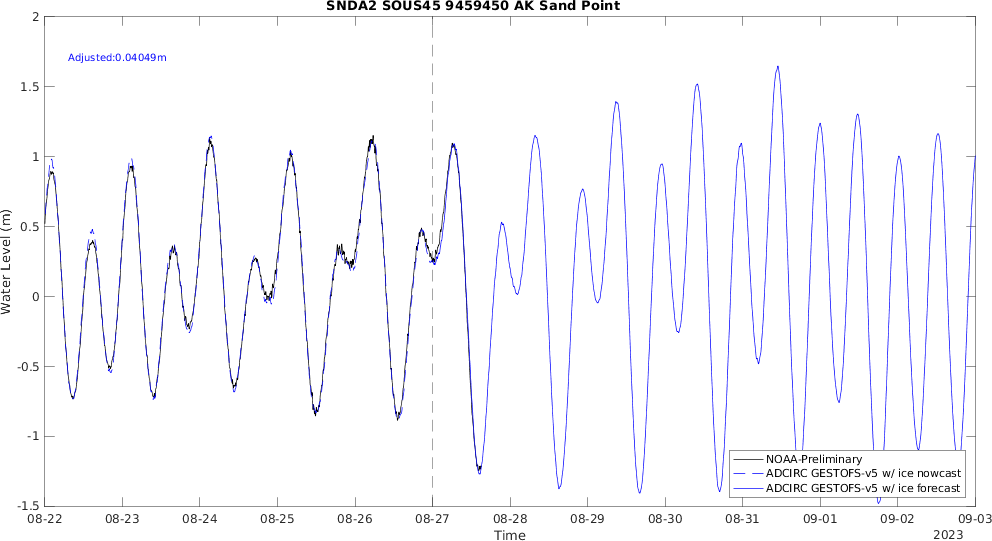 SNDA2 SOUS45 9459450 AK Sand Point
Adjusted:0.04049m
Water Level (m)
2
1.5
1
0.5
0
-0.5
-1
-1.5
NOAA-Preliminary
ADCIRC GESTOFS-v5 w/ ice nowcast
ADCIRC GESTOFS-v5 w/ ice forecast
08-22 08-23 08-24 08-25 08-26 08-27 08-28 08-29 08-30 08-31 09-01 09-02 09-03
Time
2023